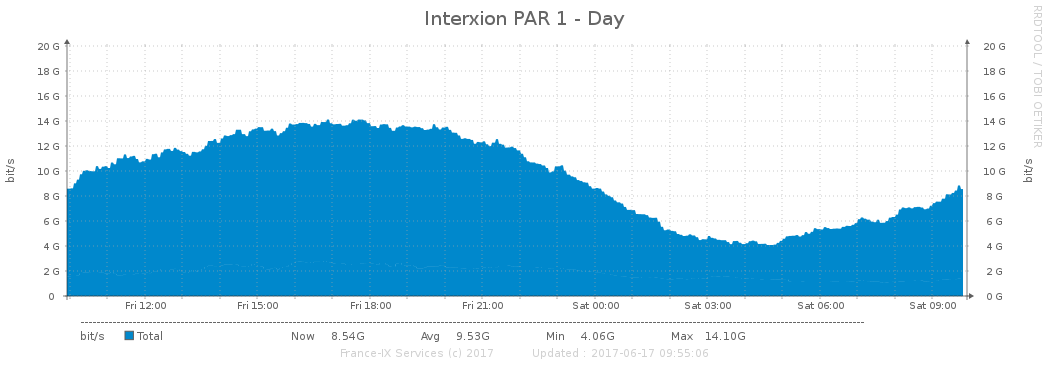 Interxion PAR 1 - Day
RRDTOOL / TOBI OETIKER
20 G 20 G
18 G 18 G
16 G 16 G
14 G 14 G
12 G 12 G
10 G 10 G
8 G 8 G
6 G 6 G
4 G 4 G
2 G 2 G
0 0 G
bit/s
bit/s
Fri 12:00 Fri 15:00 Fri 18:00 Fri 21:00 Sat 00:00 Sat 03:00 Sat 06:00 Sat 09:00
bit/s Total Now 8.54G Avg 9.53G Min 4.06G Max 14.10G
France-IX Services (c) 2017 Updated : 2017-06-17 09:55:06